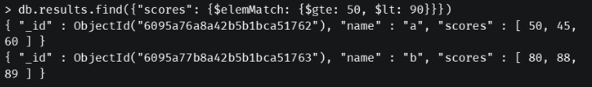 > db.results.find({"scores": {$elemMatch: {$gte: 50, $lt: 90}}})
{ "_id" : ObjectId("6095a76a8a42b5b1bca51762"), "name" : "a", "scores" : [ 50, 45,
60 ] }
{ "_id" : ObjectId("6095a77b8a42b5b1bca51763"), "name" : "b", "scores" : [ 80, 88,
89 ] }